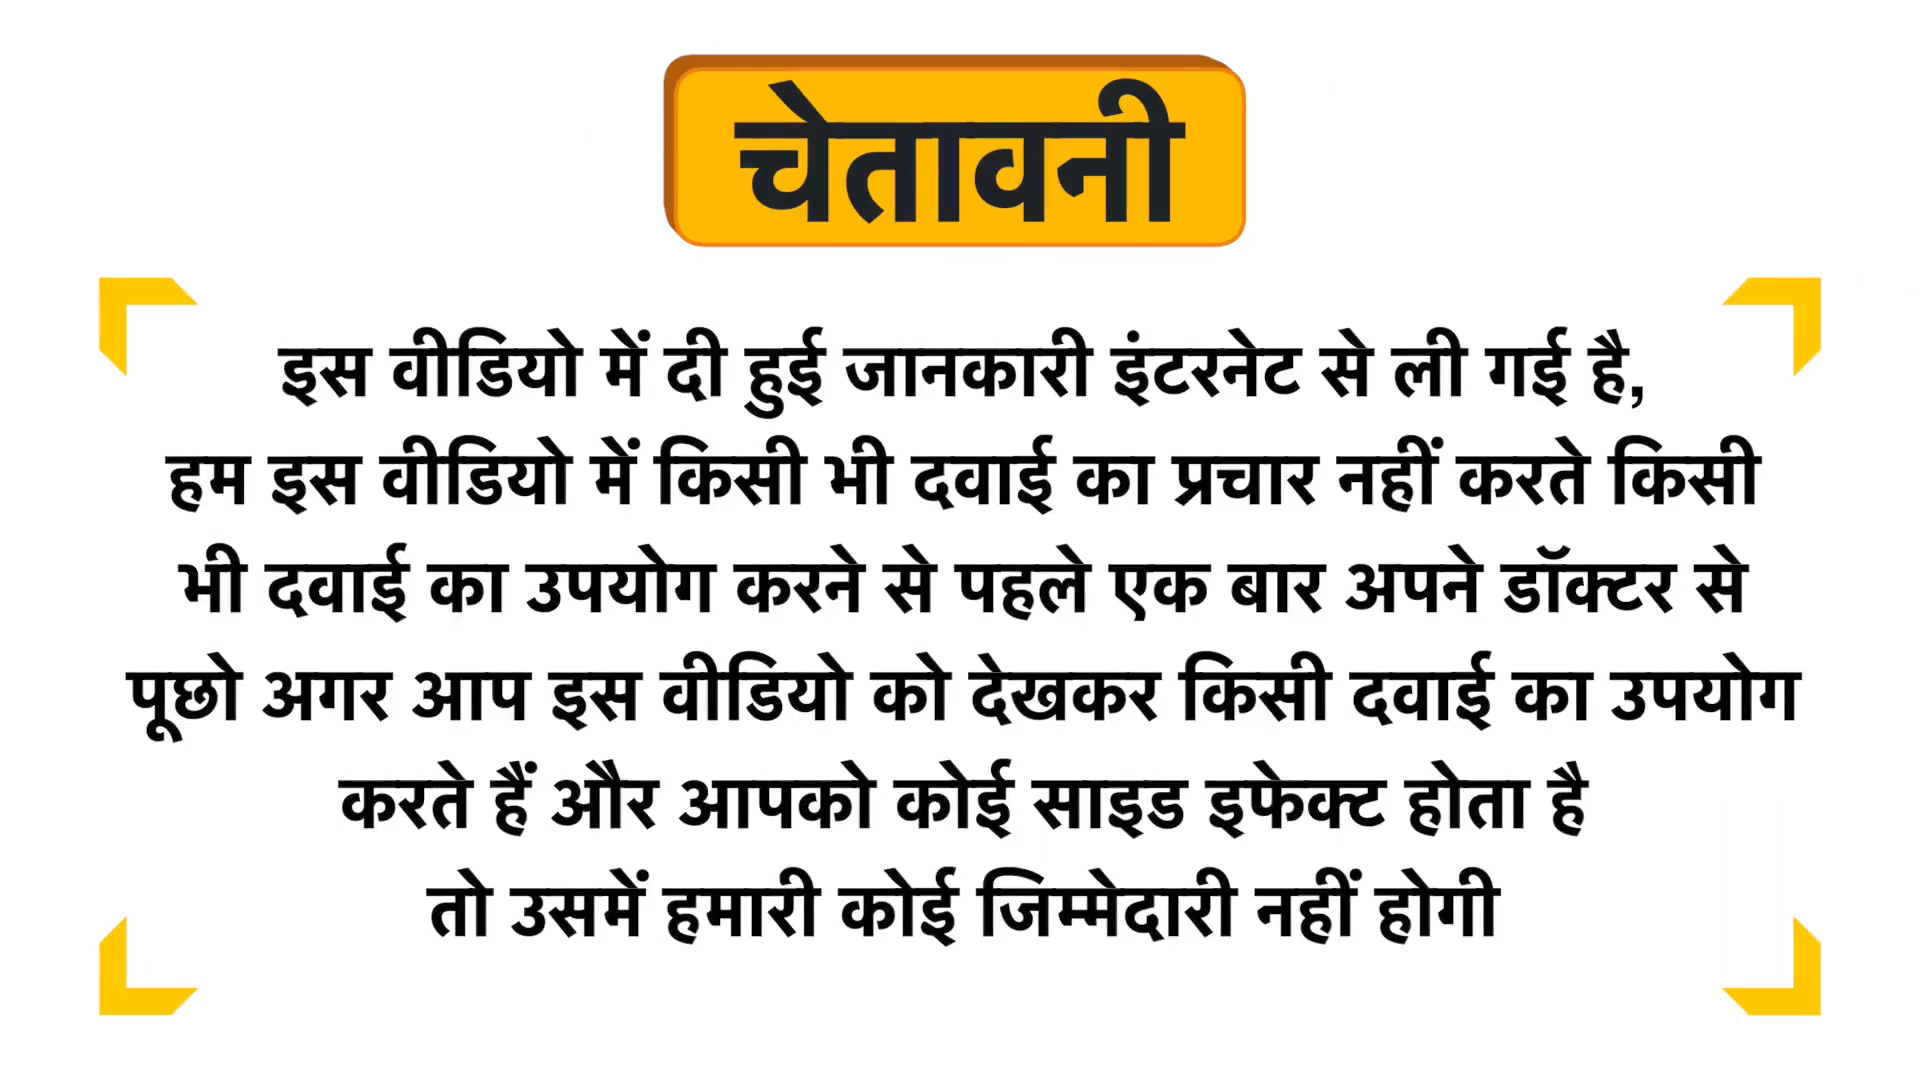 चेतावनी
इस वीडियो में दी हुई जानकारी इंटरनेट से ली गई है,
हम इस वीडियो में किसी भी दवाई का प्रचार नहीं करते किसी
भी दवाई का उपयोग करने से पहले एक बार अपने डॉक्टर से
पूछो अगर आप इस वीडियो को देखकर किसी दवाई का उपयोग
करते हैं और आपको कोई साइड इफेक्ट होता है
तो उसमें हमारी कोई जिम्मेदारी नहीं होगी